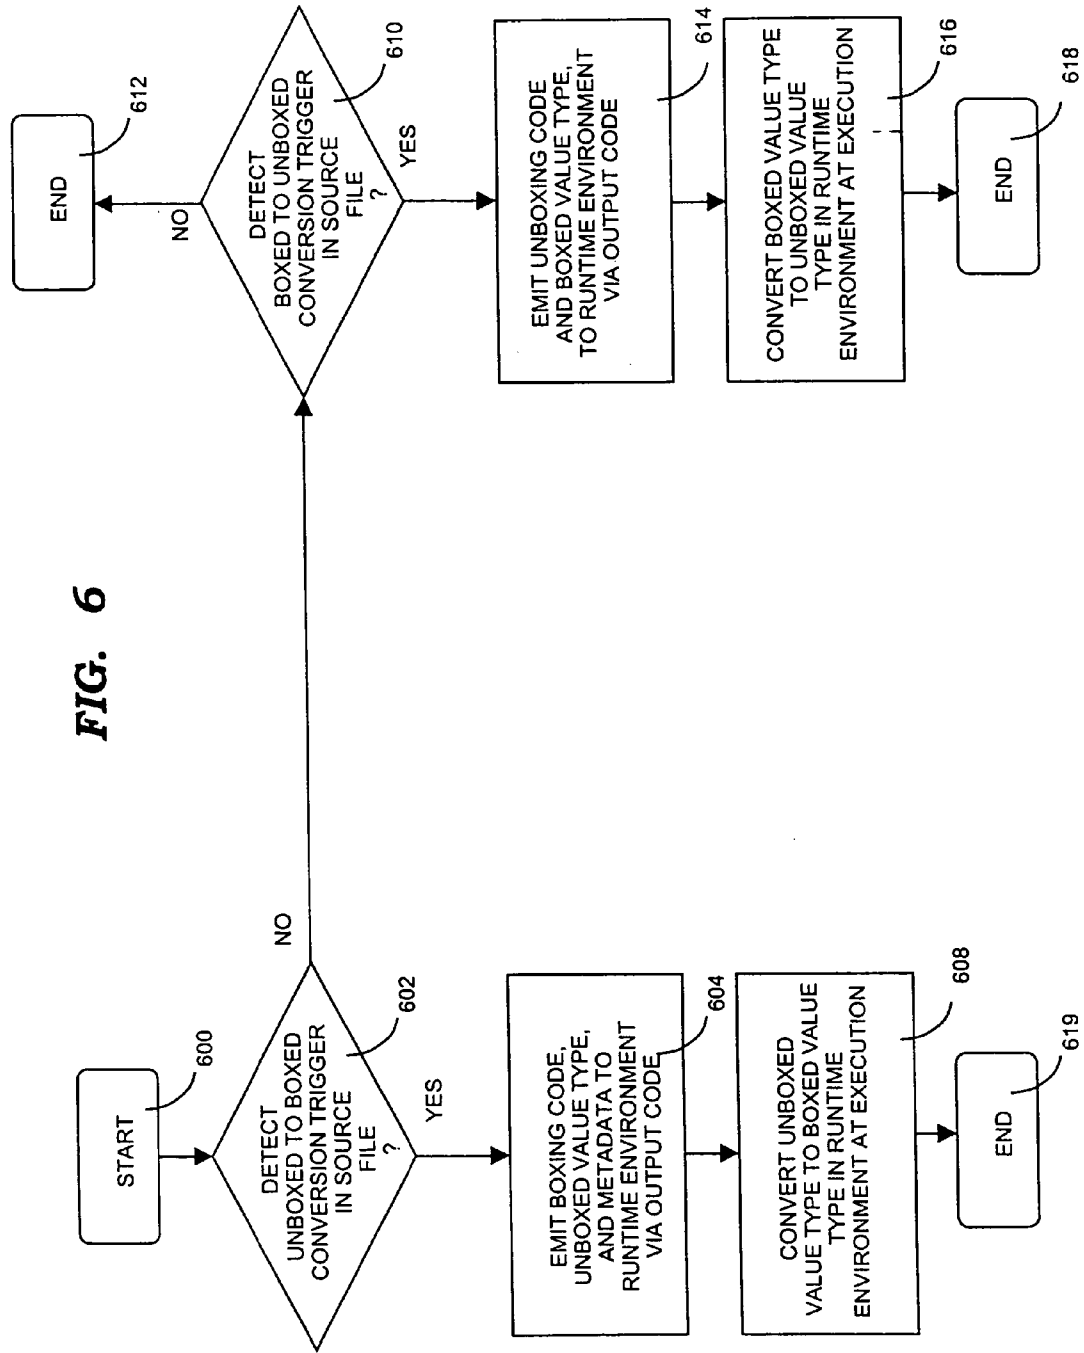 FIG. 6
START
600
DETECT
UNBOXED TO BOXED
CONVERSION TRIGGER
IN SOURCE
FILE
?
602
NO
YES
EMIT BOXING CODE,
UNBOXED VALUE TYPE,
AND METADATA TO
RUNTIME ENVIRONMENT
VIA OUTPUT CODE
604
CONVERT UNBOXED
VALUE TYPE TO BOXED VALUE
TYPE IN RUNTIME
ENVIRONMENT AT EXECUTION
608
END
619
DETECT
BOXED TO UNBOXED
CONVERSION TRIGGER
IN SOURCE
FILE
?
610
NO
END
612
YES
EMIT UNBOXING CODE
AND BOXED VALUE TYPE,
TO RUNTIME ENVIRONMENT
VIA OUTPUT CODE
614
CONVERT BOXED VALUE TYPE
TO UNBOXED VALUE
TYPE IN RUNTIME
ENVIRONMENT AT EXECUTION
616
END
618